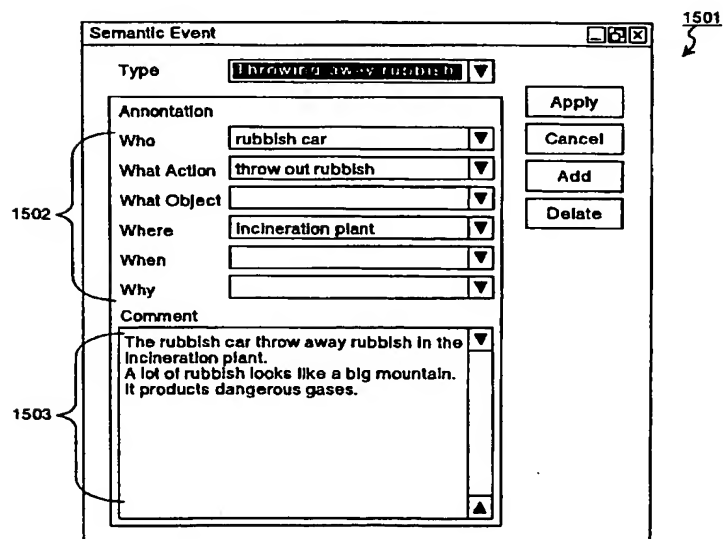 1501
Semantic Event
Type Throwing away rubbish
Apply
Annontation
Cancel
Who rubbish car
What Action throw out rubbish
Add
What Object
Delate
1502
Where Incineration plant
When
Why
Comment
The rubbish car throw away rubbish in the
Incineration plant.
A lot of rubbish looks like a big mountain.
It products dangerous gases.
1503